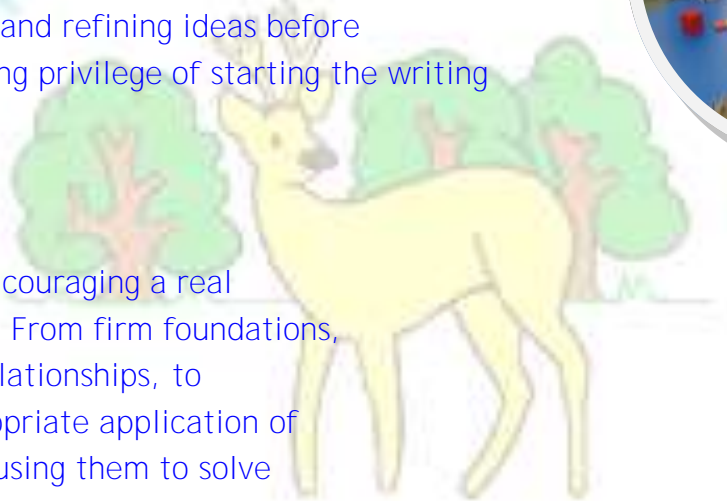 and refining ideas before
ng privilege of starting the writing
couraging a real
From firm foundations,
lationships, to
opriate application of
using them to solve